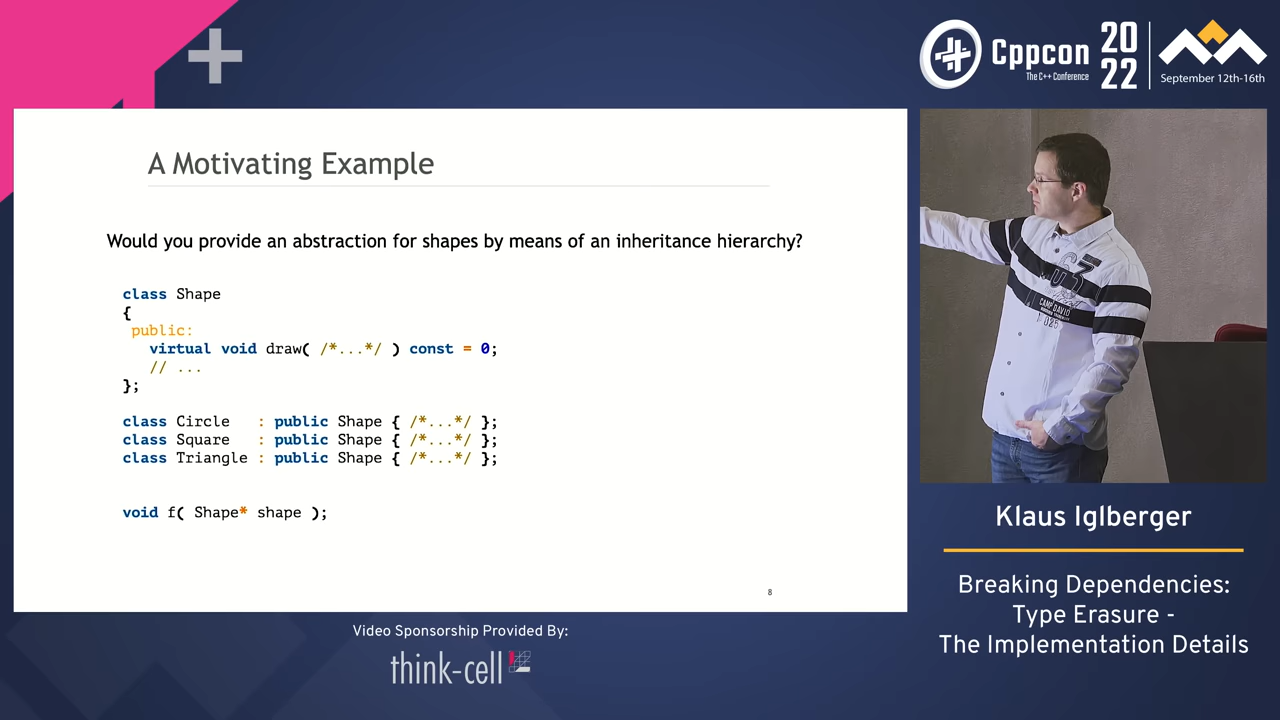 Cppcon
The C++ Conference
20
22
September 12th-16th
A Motivating Example
Would you provide an abstraction for shapes by means of an inheritance hierarchy?
class Shape
{
public:
virtual void draw( /*...*/ ) const = 0;
// ...
};
class Circle : public Shape { /*...*/ };
class Square : public Shape { /*...*/ };
class Triangle : public Shape { /*...*/ };
void f( Shape* shape );
8
CAMP DAVID
Klaus Iglberger
Breaking Dependencies:
Type Erasure -
The Implementation Details
Video Sponsorship Provided By:
think-cell